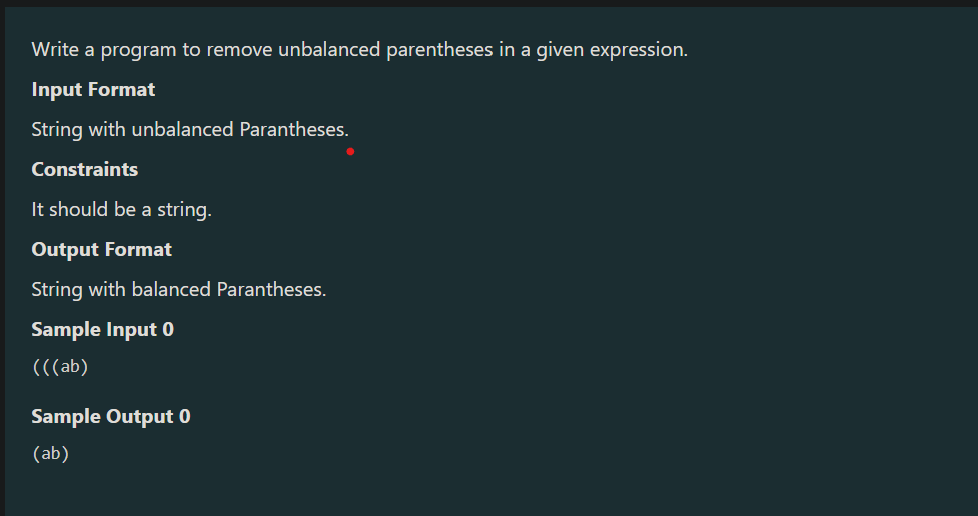 Write a program to remove unbalanced parentheses in a given expression.
Input Format
String with unbalanced Parantheses.
Constraints
It should be a string.
Output Format
String with balanced Parantheses.
Sample Input 0
(((ab)
Sample Output 0
(ab)